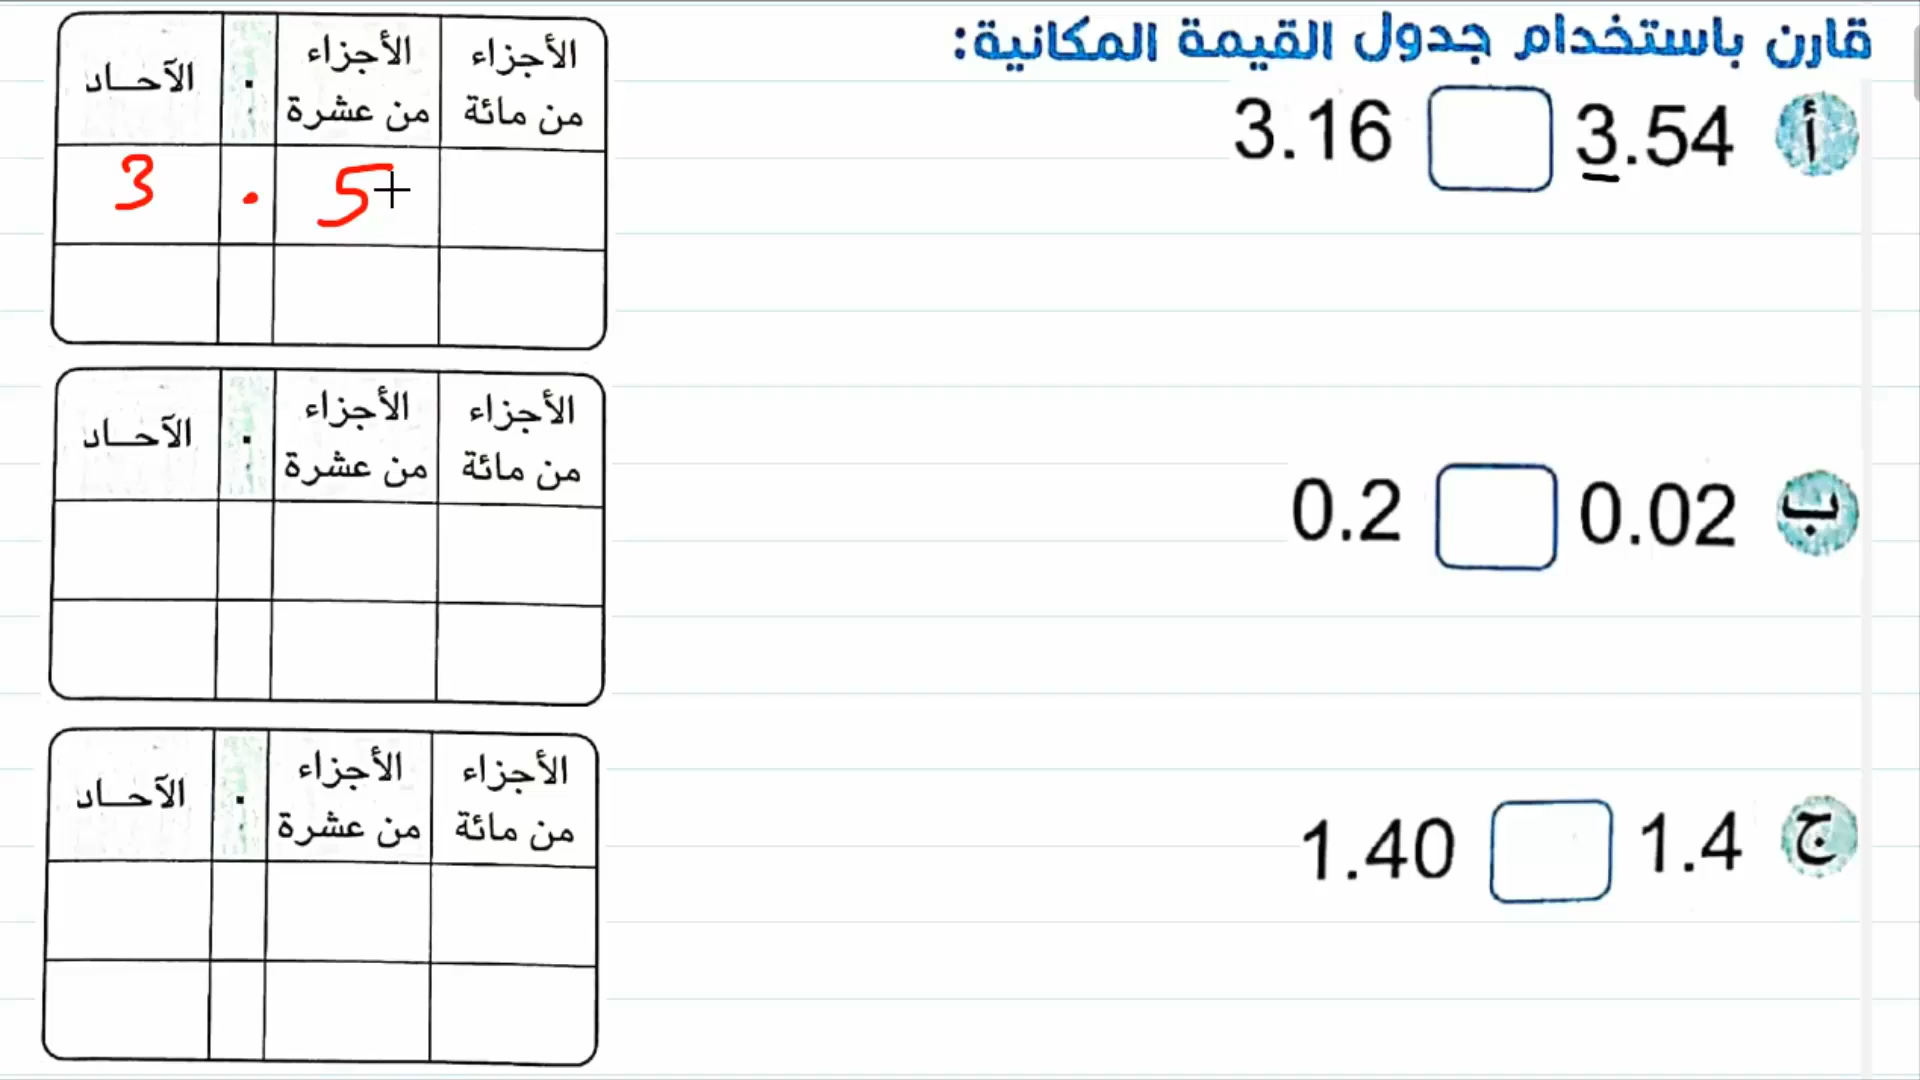 قارن باستخدام جدول القيمة المكانية:
أ 3.54 3.16
ب 0.02 0.2
ج 1.4 1.40
الآحاد . الأجزاء من عشرة الأجزاء من مائة
3 . 5
الآحاد . الأجزاء من عشرة الأجزاء من مائة
الآحاد . الأجزاء من عشرة الأجزاء من مائة